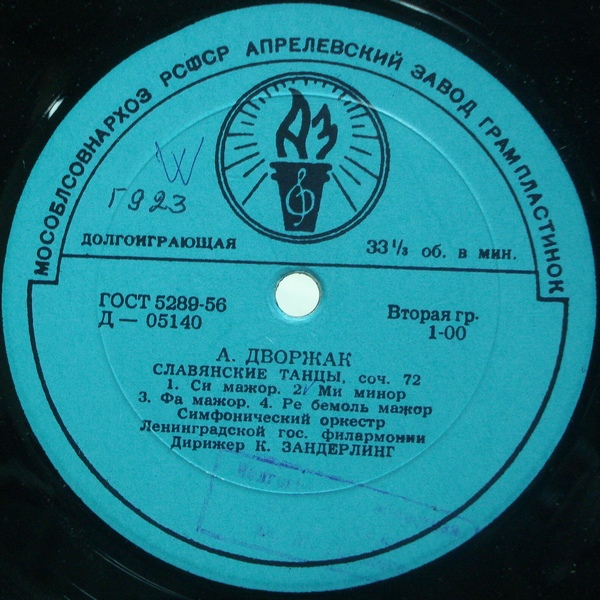 МОСОБЛСОВНАРХОЗ РСФСР АПРЕЛЕВСКИЙ ЗАВОД ГРАМПЛАСТИНОК
АЗ
W
Г923
ДОЛГОИГРАЮЩАЯ
33 1/3 об. в мин.
ГОСТ 5289-56
Д — 05140
Вторая гр.
1-00
А. ДВОРЖАК
СЛАВЯНСКИЕ ТАНЦЫ, соч. 72
1. Си мажор. 2. Ми минор
3. Фа мажор. 4. Ре бемоль мажор
Симфонический оркестр
Ленинградской гос. филармонии
Дирижер К. ЗАНДЕРЛИНГ